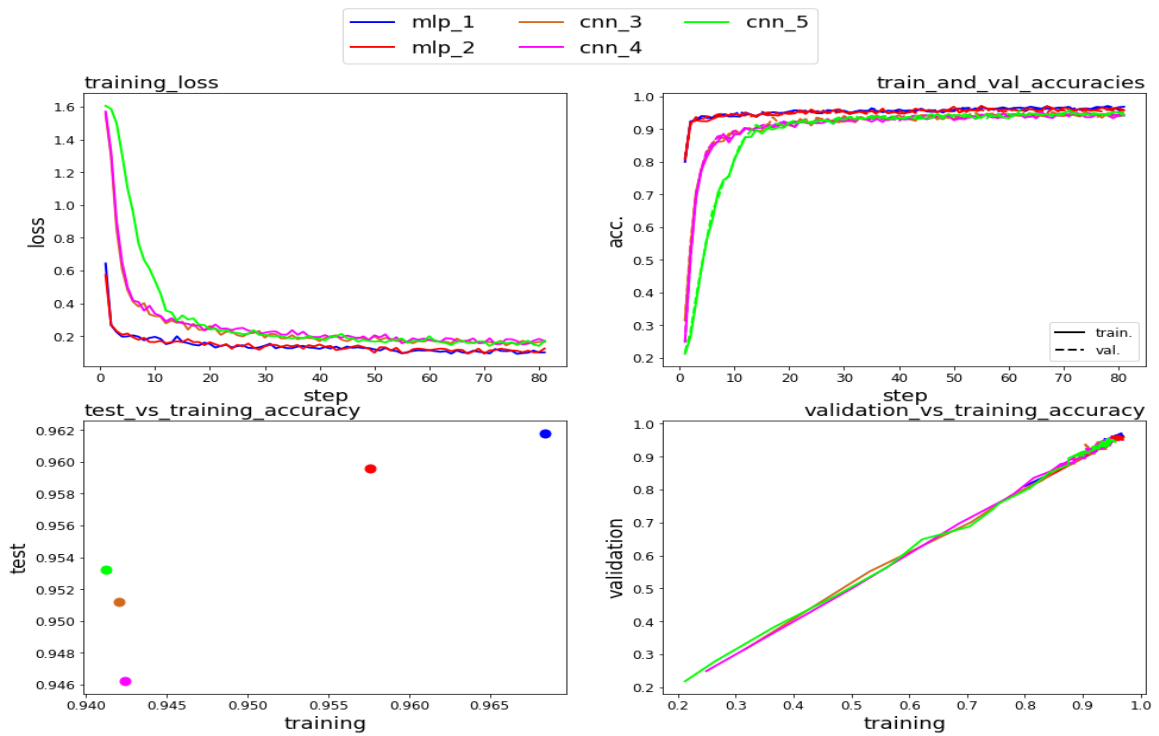 mlp_1 cnn_3 cnn_5
mlp_2 cnn_4
training_loss
1.6
1.4
1.2
1.0
0.8
0.6
0.4
0.2
loss
0 10 20 30 40 50 60 70 80
step
train_and_val_accuracies
1.0
0.9
0.8
0.7
0.6
0.5
0.4
0.3
0.2
acc.
train.
val.
0 10 20 30 40 50 60 70 80
step
test_vs_training_accuracy
0.962
0.960
0.958
0.956
0.954
0.952
0.950
0.948
0.946
test
0.940 0.945 0.950 0.955 0.960 0.965
training
validation_vs_training_accuracy
1.0
0.9
0.8
0.7
0.6
0.5
0.4
0.3
0.2
validation
0.2 0.3 0.4 0.5 0.6 0.7 0.8 0.9 1.0
training